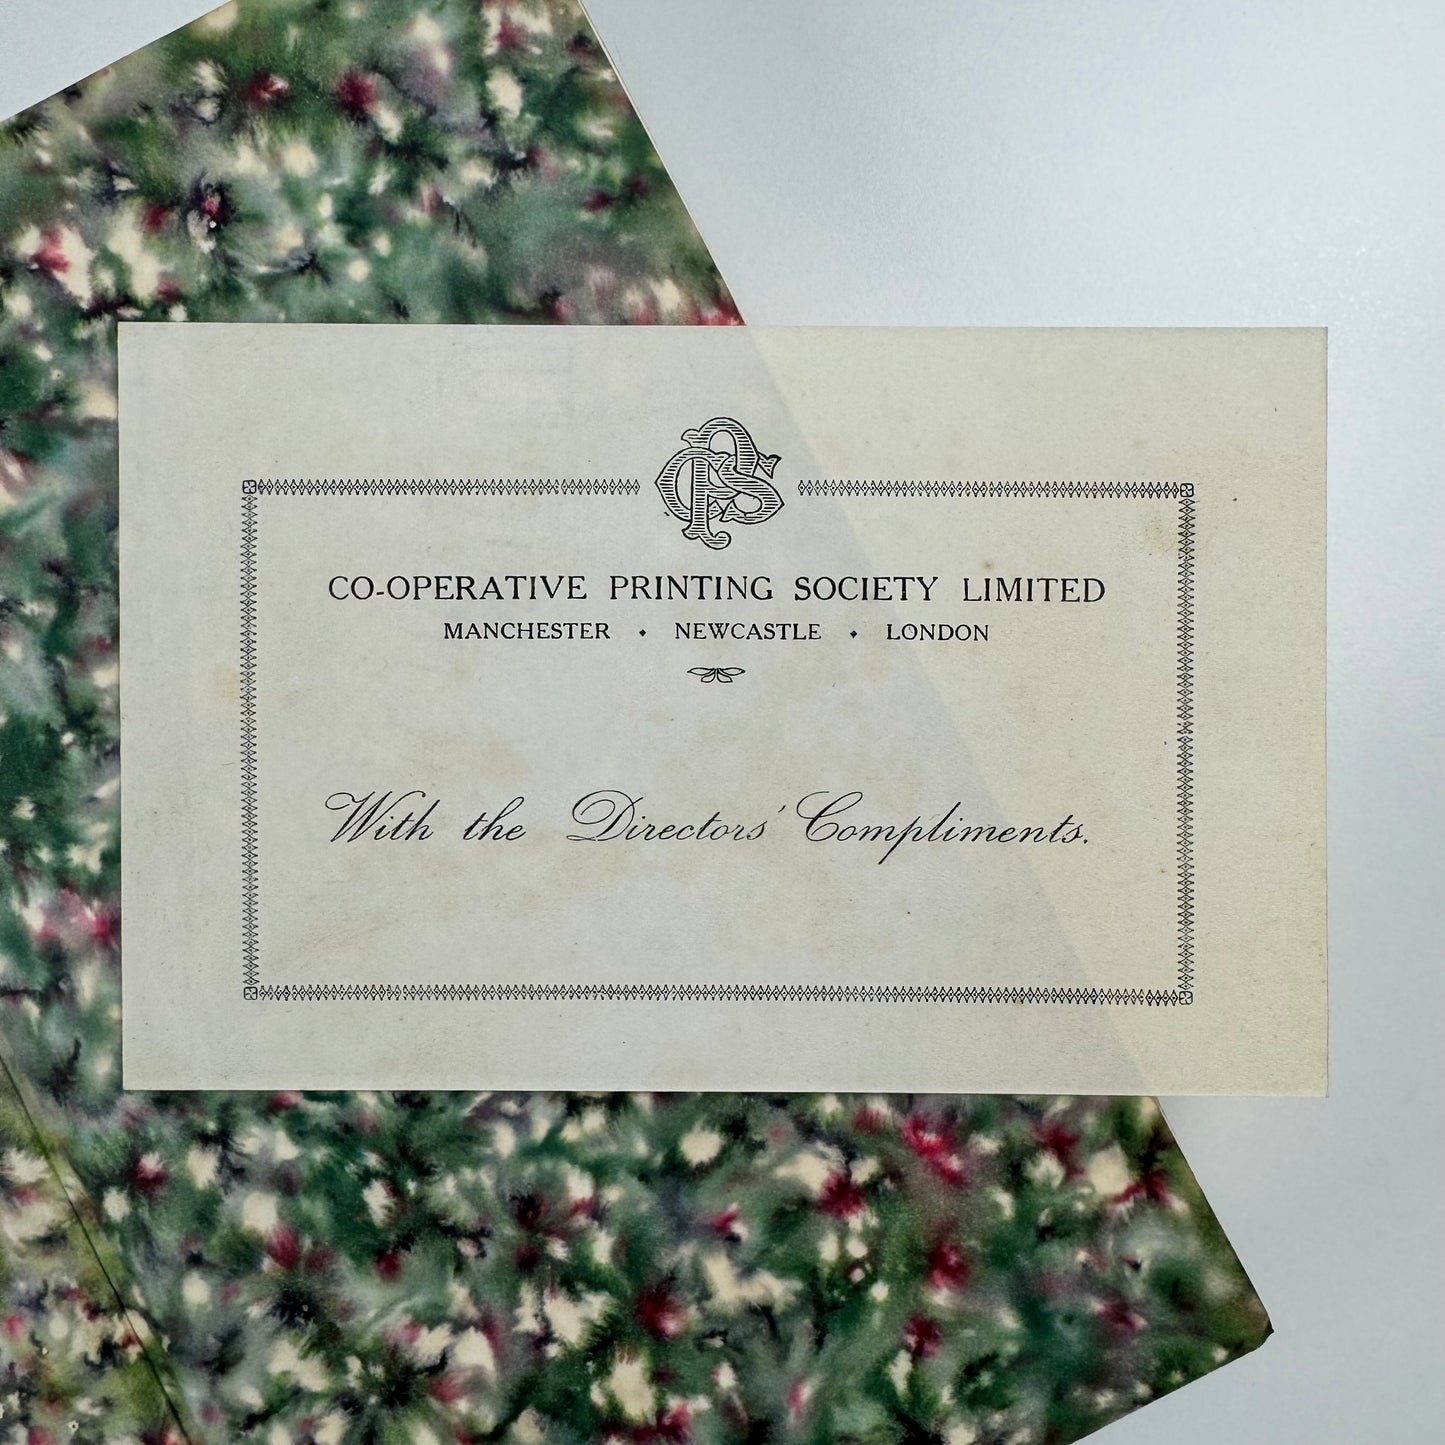 CPS
CO-OPERATIVE PRINTING SOCIETY LIMITED
MANCHESTER • NEWCASTLE • LONDON
With the Directors' Compliments.